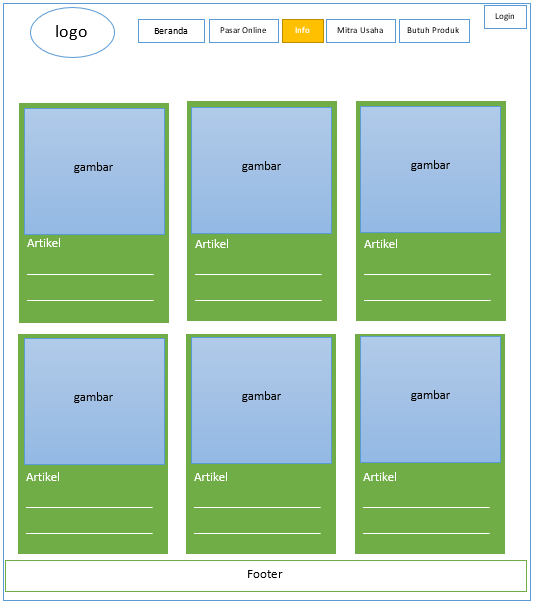 logo
Beranda
Pasar Online
Info
Mitra Usaha
Butuh Produk
Login
gambar
gambar
gambar
Artikel
Artikel
Artikel
gambar
gambar
gambar
Artikel
Artikel
Artikel
Footer